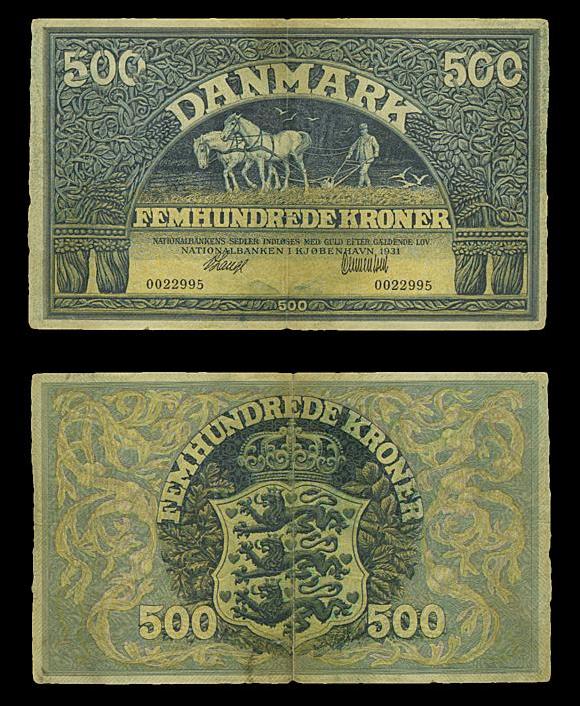 500 500
DANMARK
FEMHUNDREDE KRONER
NATIONALBANKENS SEDLER INDLØSES MED GULD EFTER GÆLDENDE LOV.
NATIONALBANKEN I KJØBENHAVN 1931
0022995 0022995
500
FEMHUNDREDE KRONER
500 500